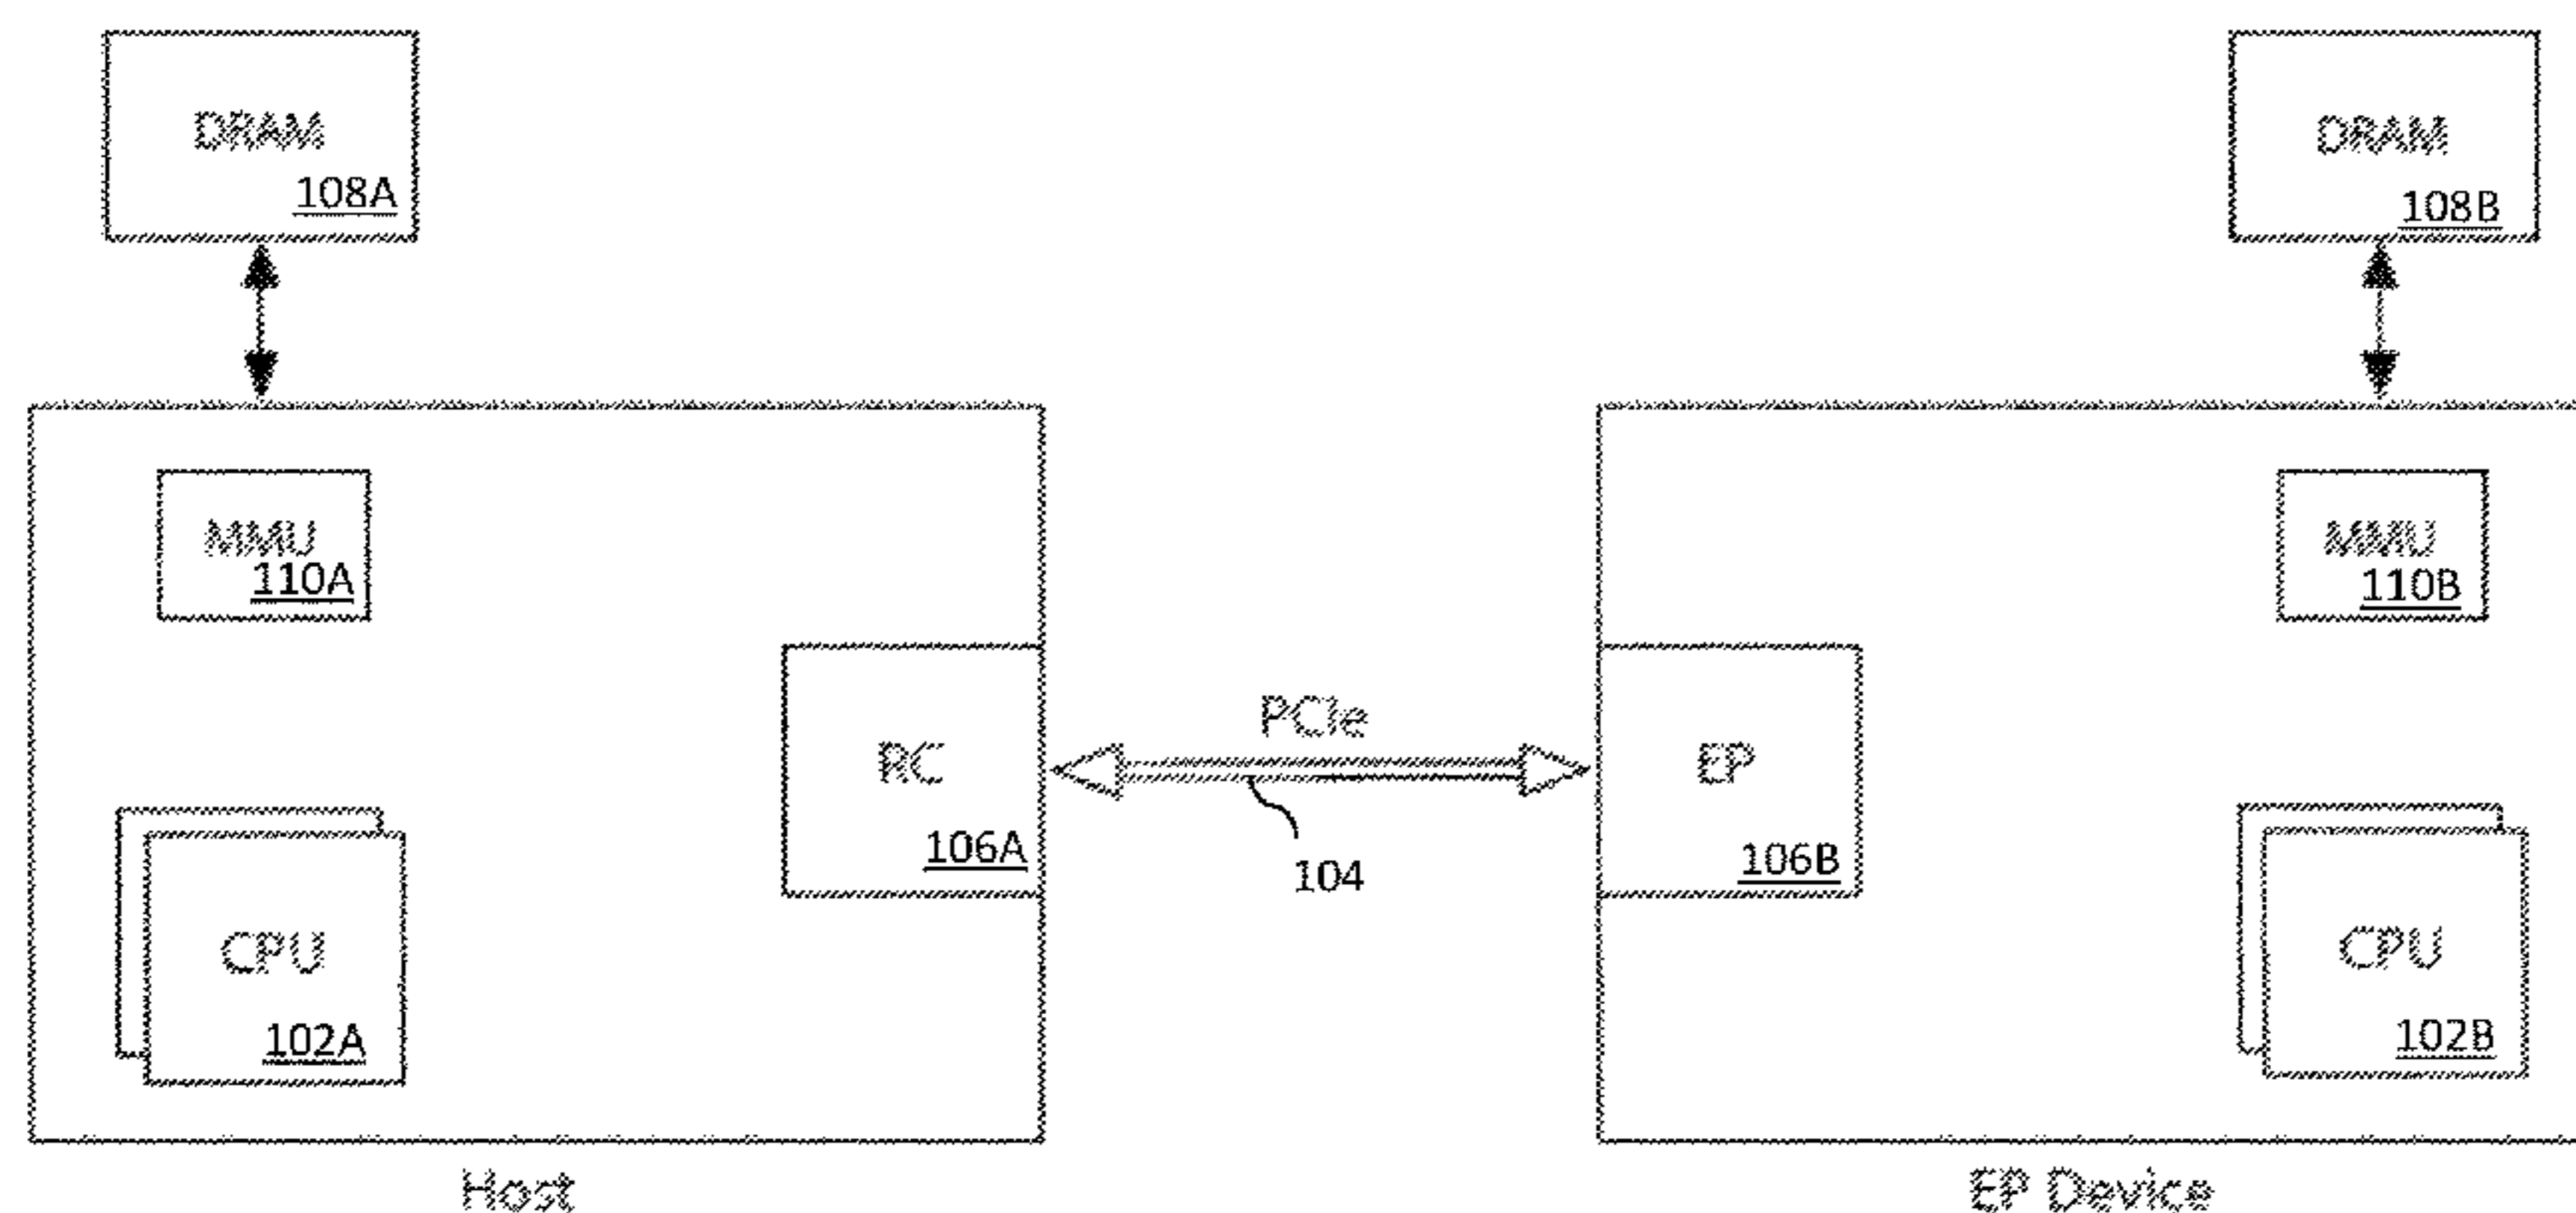 DRAM
108A
DRAM
108B
MMU
110A
MMU
110B
RC
106A
PCIe
104
EP
106B
CPU
102A
CPU
102B
Host
EP Device